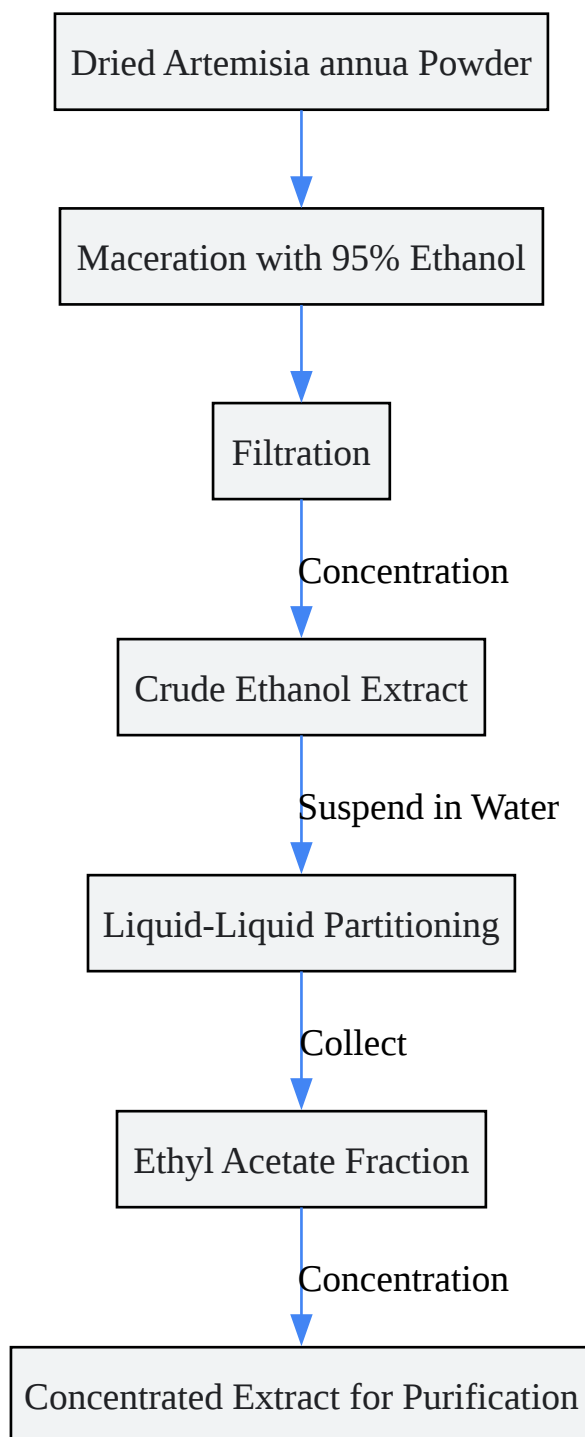 Dried Artemisia annua Powder
Maceration with 95% Ethanol
Filtration
Concentration
Crude Ethanol Extract
Suspend in Water
Liquid-Liquid Partitioning
Collect
Ethyl Acetate Fraction
Concentration
Concentrated Extract for Purification